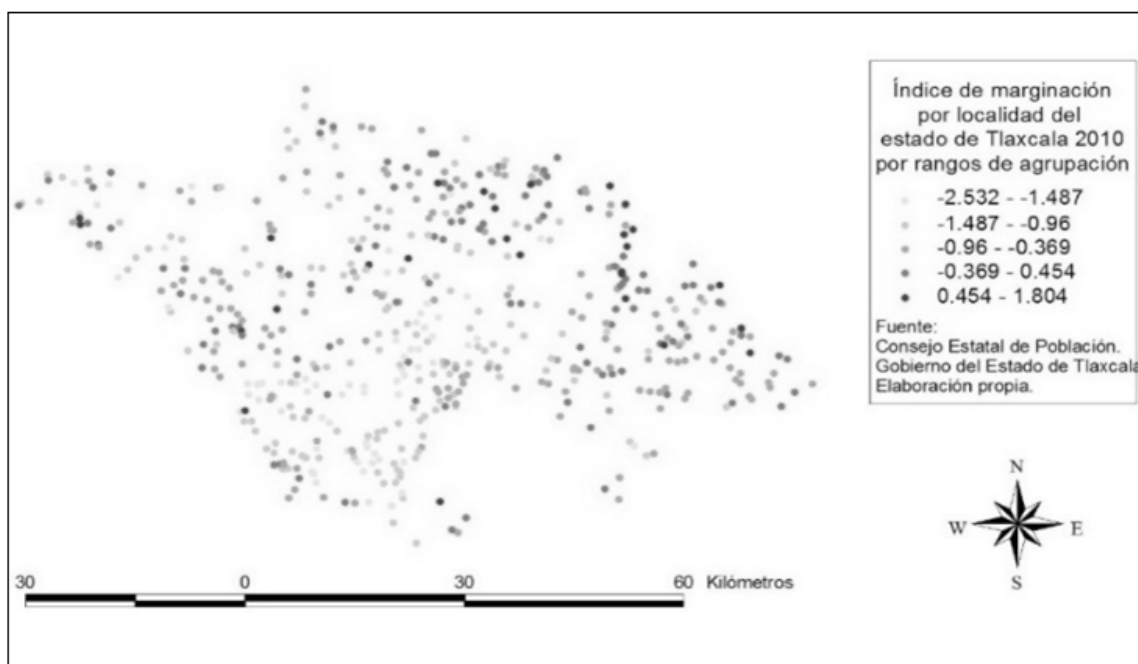 Índice de marginación
por localidad del
estado de Tlaxcala 2010
por rangos de agrupación
-2.532 - -1.487
-1.487 - -0.96
-0.96 - -0.369
-0.369 - 0.454
0.454 - 1.804
Fuente:
Consejo Estatal de Población.
Gobierno del Estado de Tlaxcala
Elaboración propia.
N
W E
S
30 0 30 60 Kilómetros